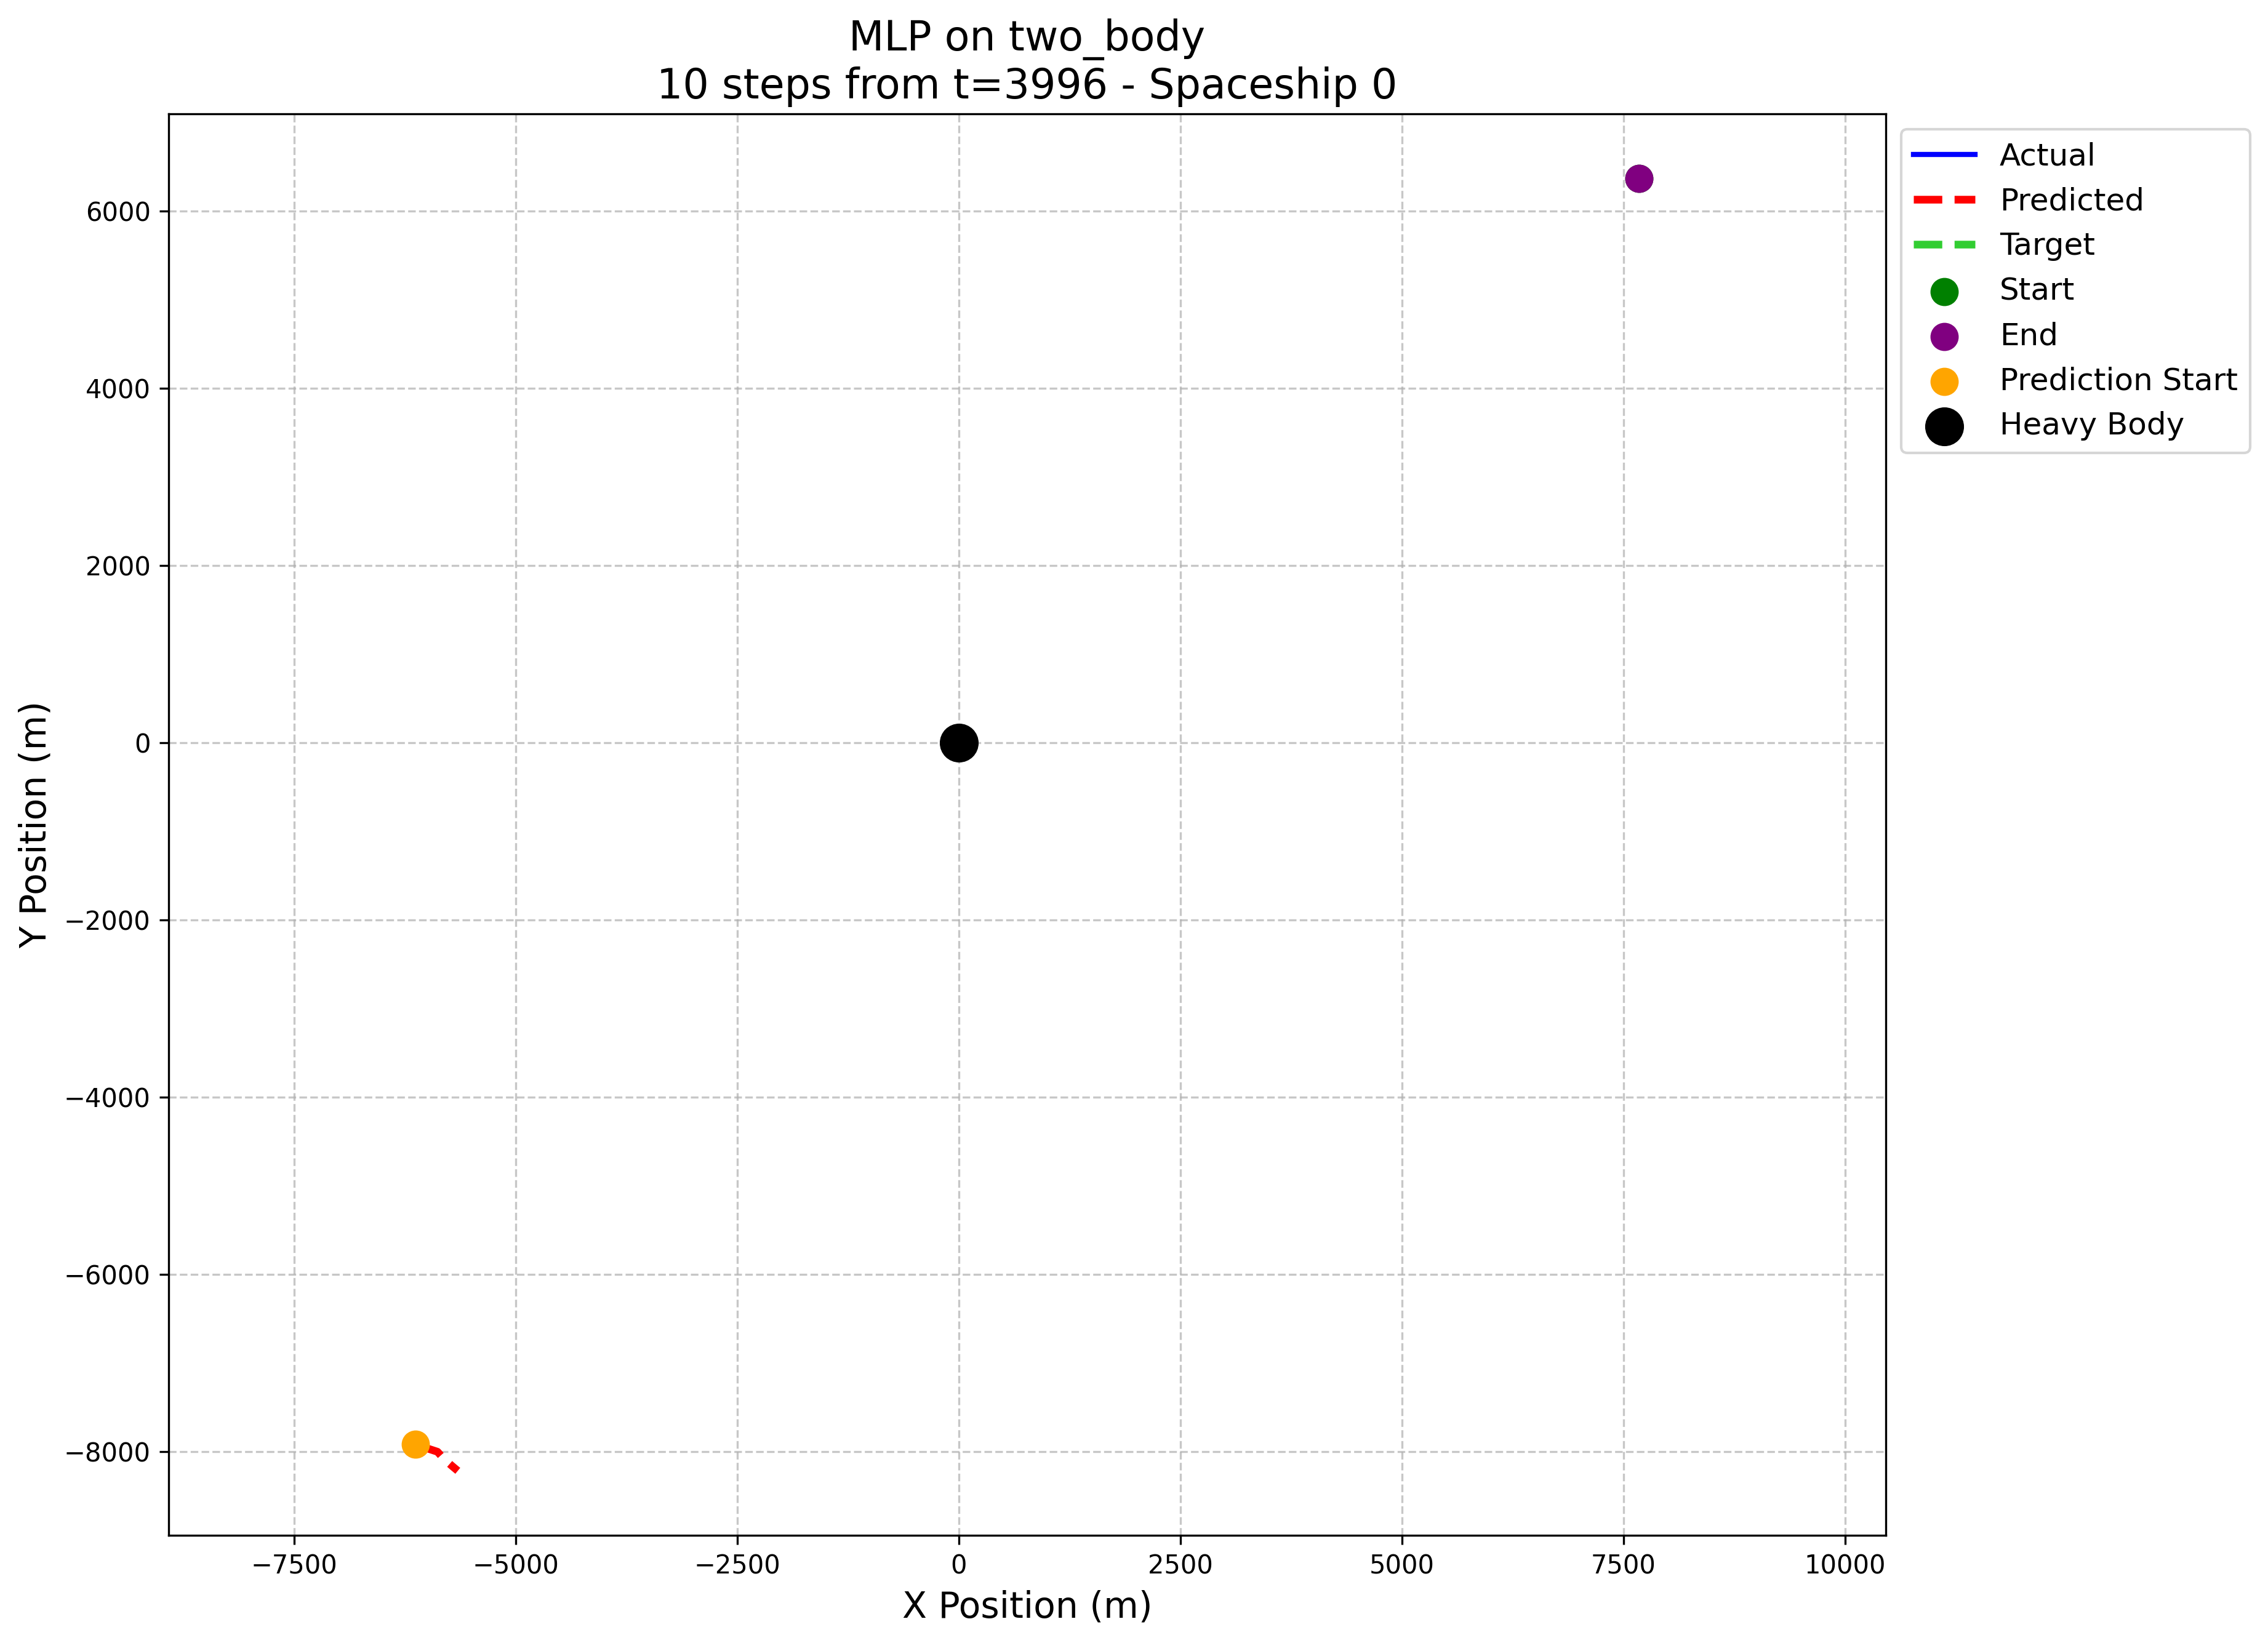 MLP on two_body
10 steps from t=3996 - Spaceship 0
Actual
Predicted
Target
Start
End
Prediction Start
Heavy Body
Y Position (m)
6000
4000
2000
0
−2000
−4000
−6000
−8000
−7500
−5000
−2500
0
2500
5000
7500
10000
X Position (m)